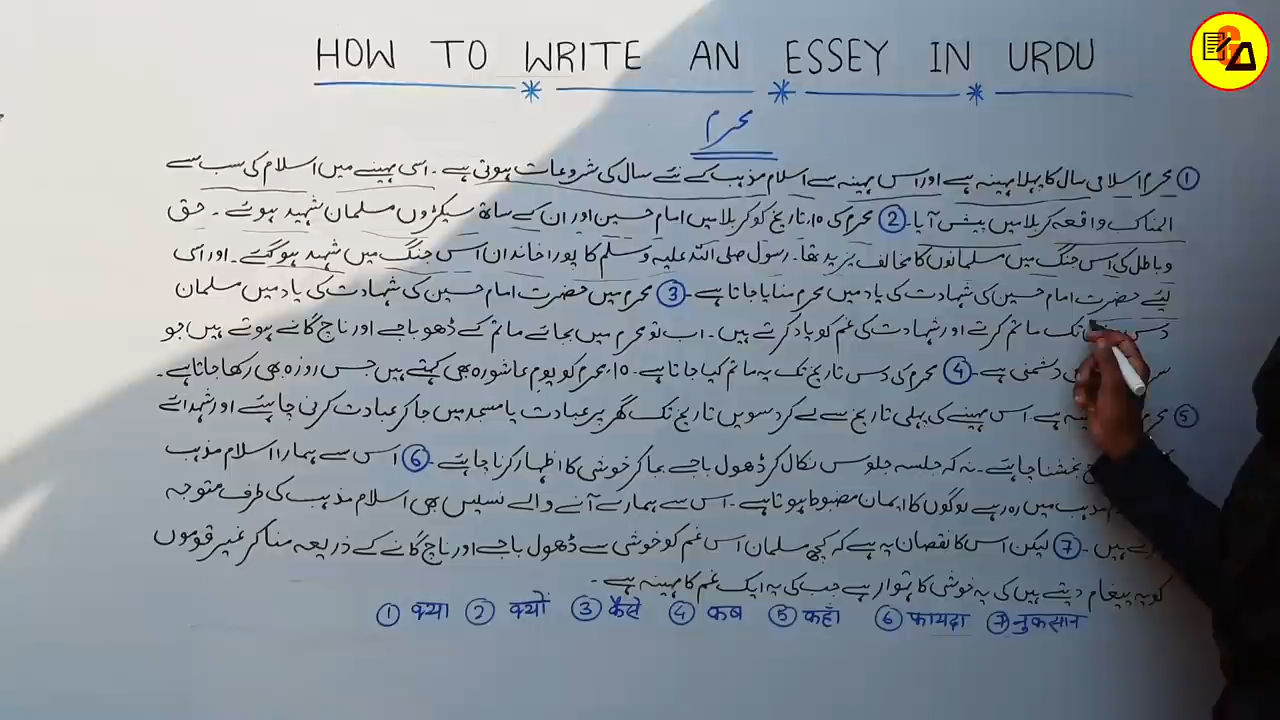 HOW TO WRITE AN ESSEY IN URDU
محرم
① محرم اسلامی سال کا پہلا مہینہ ہے اور اس مہینہ سے اسلام مذہب کے نئے سال کی شروعات ہوتی ہے۔ اسی مہینے میں اسلام کی سب سے
المناک واقعہ کربلا میں پیش آیا۔ ② محرم کی ۱۰ تاریخ کو کربلا میں امام حسین اور ان کے ساتھ سیکڑوں مسلمان شہید ہوئے۔ حق
و باطل کی اس جنگ میں مسلمانوں کا مخالف یزید تھا۔ رسول صلی اللہ علیہ وسلم کا پورا خاندان اس جنگ میں شہد ہو گئے۔ اور اسی
لیئے حضرت امام حسین کی شہادت کی یاد میں محرم منایا جاتا ہے۔ ③ محرم میں حضرت امام حسین کی شہادت کی یاد میں مسلمان
دس تک ماتم کرتے اور شہادت کی غم کو یاد کرتے ہیں۔ اب تو محرم میں بجائے ماتم کے ڈھو باجے اور ناچ گانے ہوتے ہیں جو
دشمنی ہے۔ ④ محرم کی دس تاریخ تک یہ ماتم کیا جاتا ہے۔ ۱۰ محرم کو یوم عاشورہ بھی کہتے ہیں جس روزہ بھی رکھا جاتا ہے۔
⑤ ہے اس مہینے کی پہلی تاریخ سے لے کر دسویں تاریخ تک گھر پر عبادت یا مسجد میں جا کر عبادت کرنی چاہئے اور شہدائے
بخشنا چاہئے۔ نہ کہ جلسہ جلوس نکال کر ڈھول باجے بجا کر خوشی کا اظہار کرنا چاہئے۔ ⑥ اس سے ہمارا اسلام مذہب
مذہب میں رہ رہے لوگوں کا ایمان مضبوط ہوتا ہے۔ اس سے ہمارے آنے والے نسلیں بھی اسلام مذہب کی طرف متوجہ
ہیں۔ ⑦ لیکن اس کا نقصان یہ ہے کہ کچھ مسلمان اس غم کو خوشی سے ڈھول باجے اور ناچ گانے کے ذریعہ منا کر غیر قوموں
کو یہ پیغام دیتے ہیں کی یہ خوشی کا تہوار ہے جب کی یہ ایک غم کا مہینہ ہے۔
① क्या ② क्यों ③ कैसे ④ कब ⑤ कहाँ ⑥ फायदा ⑦ नुकसान